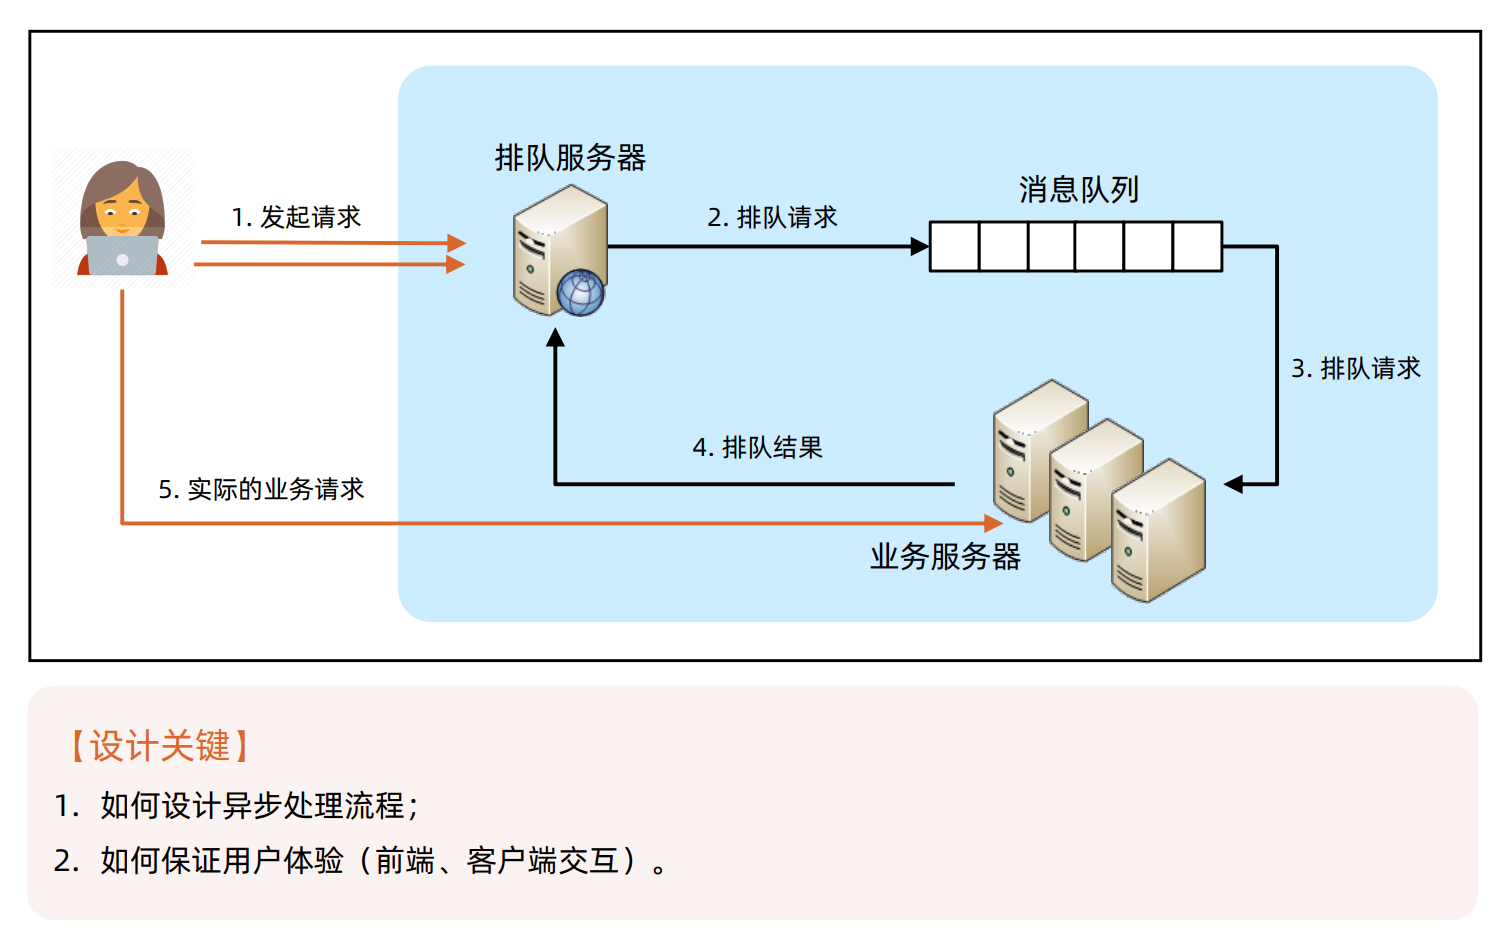 排队服务器
消息队列
1. 发起请求
2. 排队请求
3. 排队请求
4. 排队结果
5. 实际的业务请求
业务服务器
【设计关键】
1. 如何设计异步处理流程；
2. 如何保证用户体验（前端、客户端交互）。